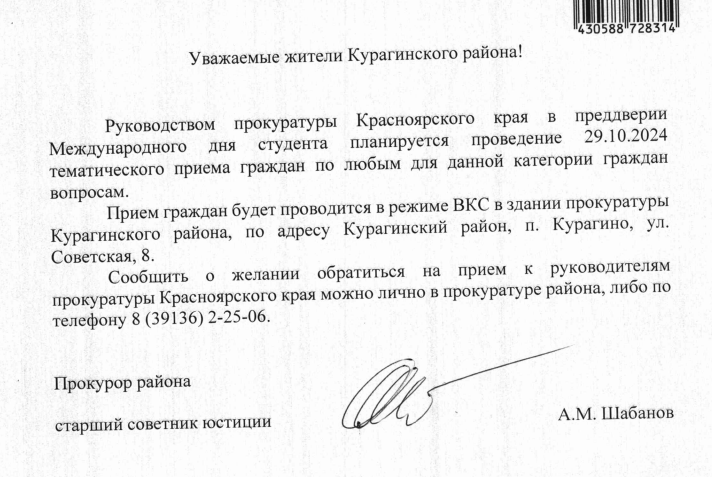 430588 728314
Уважаемые жители Курагинского района!
Руководством прокуратуры Красноярского края в преддверии
Международного дня студента планируется проведение 29.10.2024
тематического приема граждан по любым для данной категории граждан
вопросам.
Прием граждан будет проводится в режиме ВКС в здании прокуратуры
Курагинского района, по адресу Курагинский район, п. Курагино, ул.
Советская, 8.
Сообщить о желании обратиться на прием к руководителям
прокуратуры Красноярского края можно лично в прокуратуре района, либо по
телефону 8 (39136) 2-25-06.
Прокурор района
старший советник юстиции
А.М. Шабанов